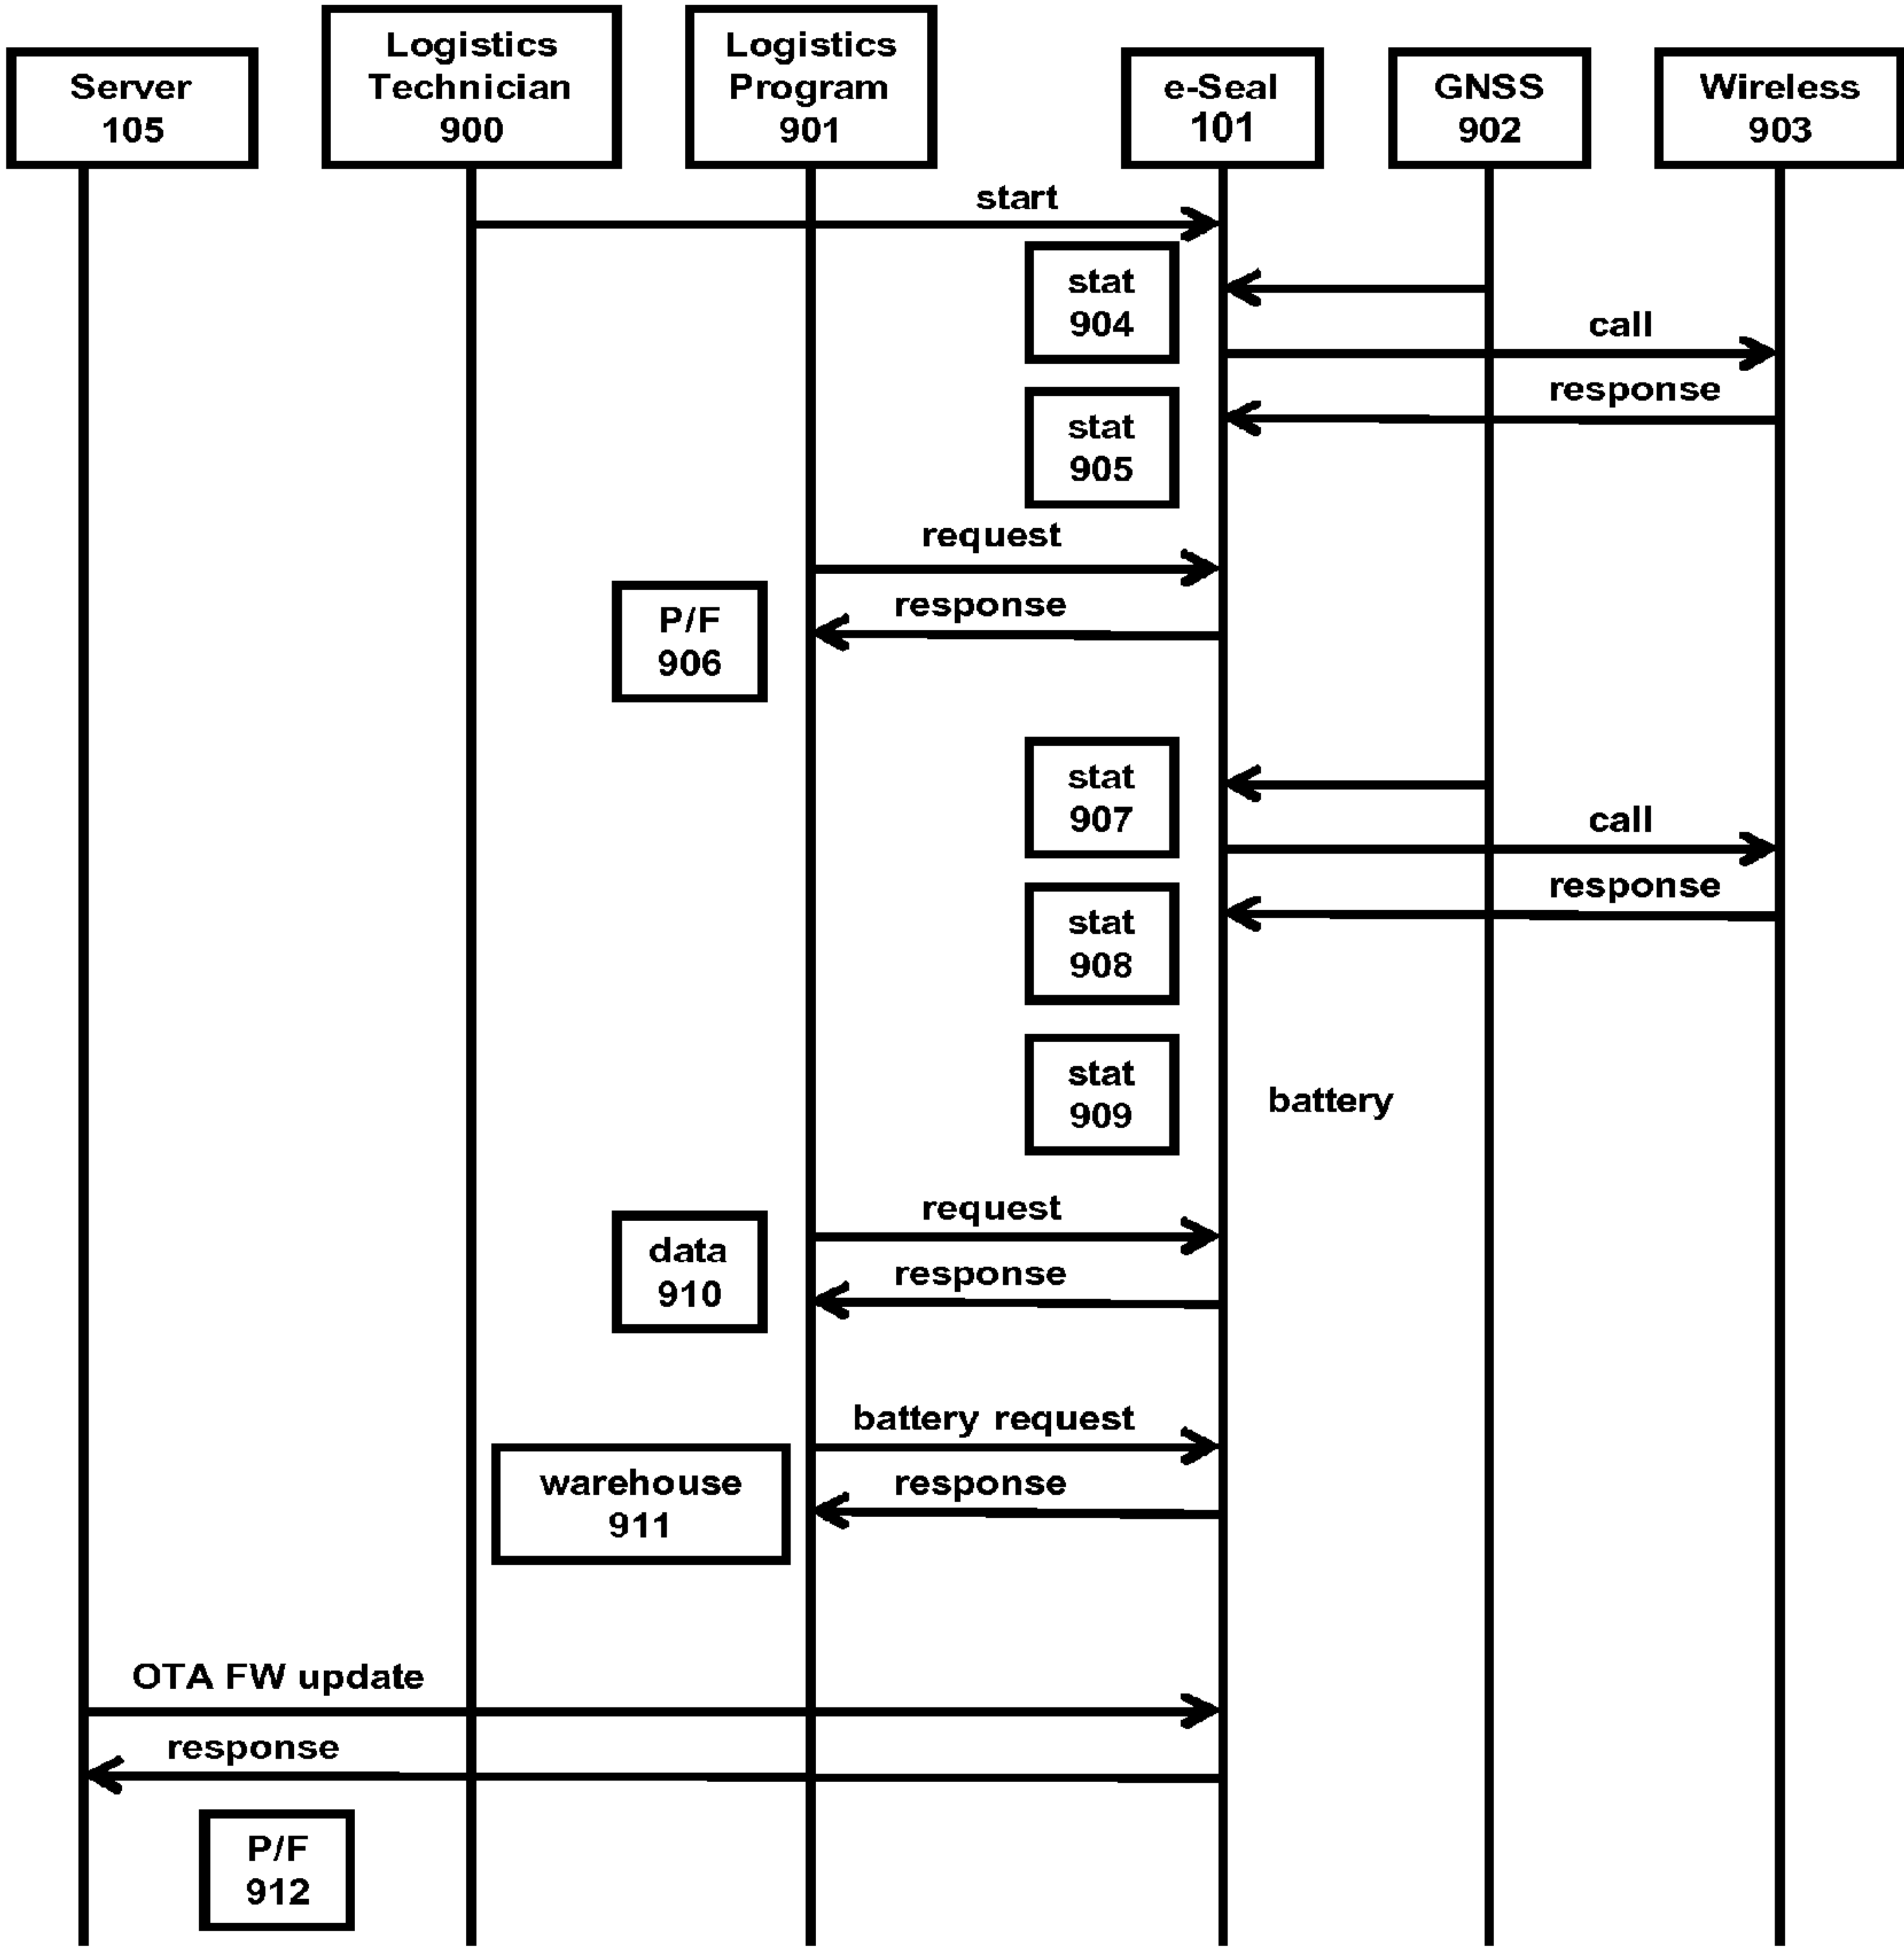 Server
105
Logistics
Technician
900
Logistics
Program
901
e-Seal
101
GNSS
902
Wireless
903
start
stat
904
call
response
stat
905
request
response
P/F
906
stat
907
call
response
stat
908
stat
909
battery
request
data
910
response
battery request
warehouse
911
response
OTA FW update
response
P/F
912